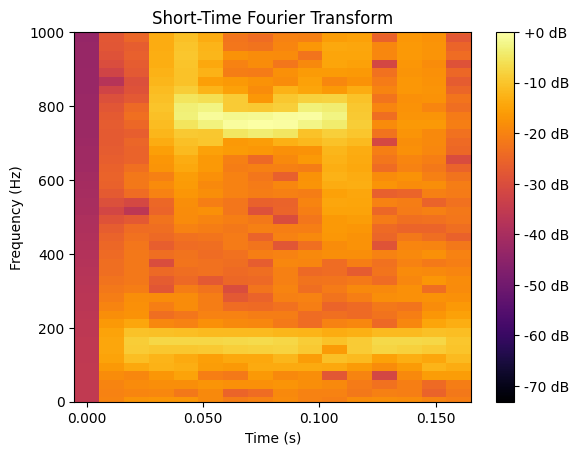 Short-Time Fourier Transform
1000
800
600
400
200
0
Frequency (Hz)
0.000
0.050
0.100
0.150
Time (s)
+0 dB
-10 dB
-20 dB
-30 dB
-40 dB
-50 dB
-60 dB
-70 dB